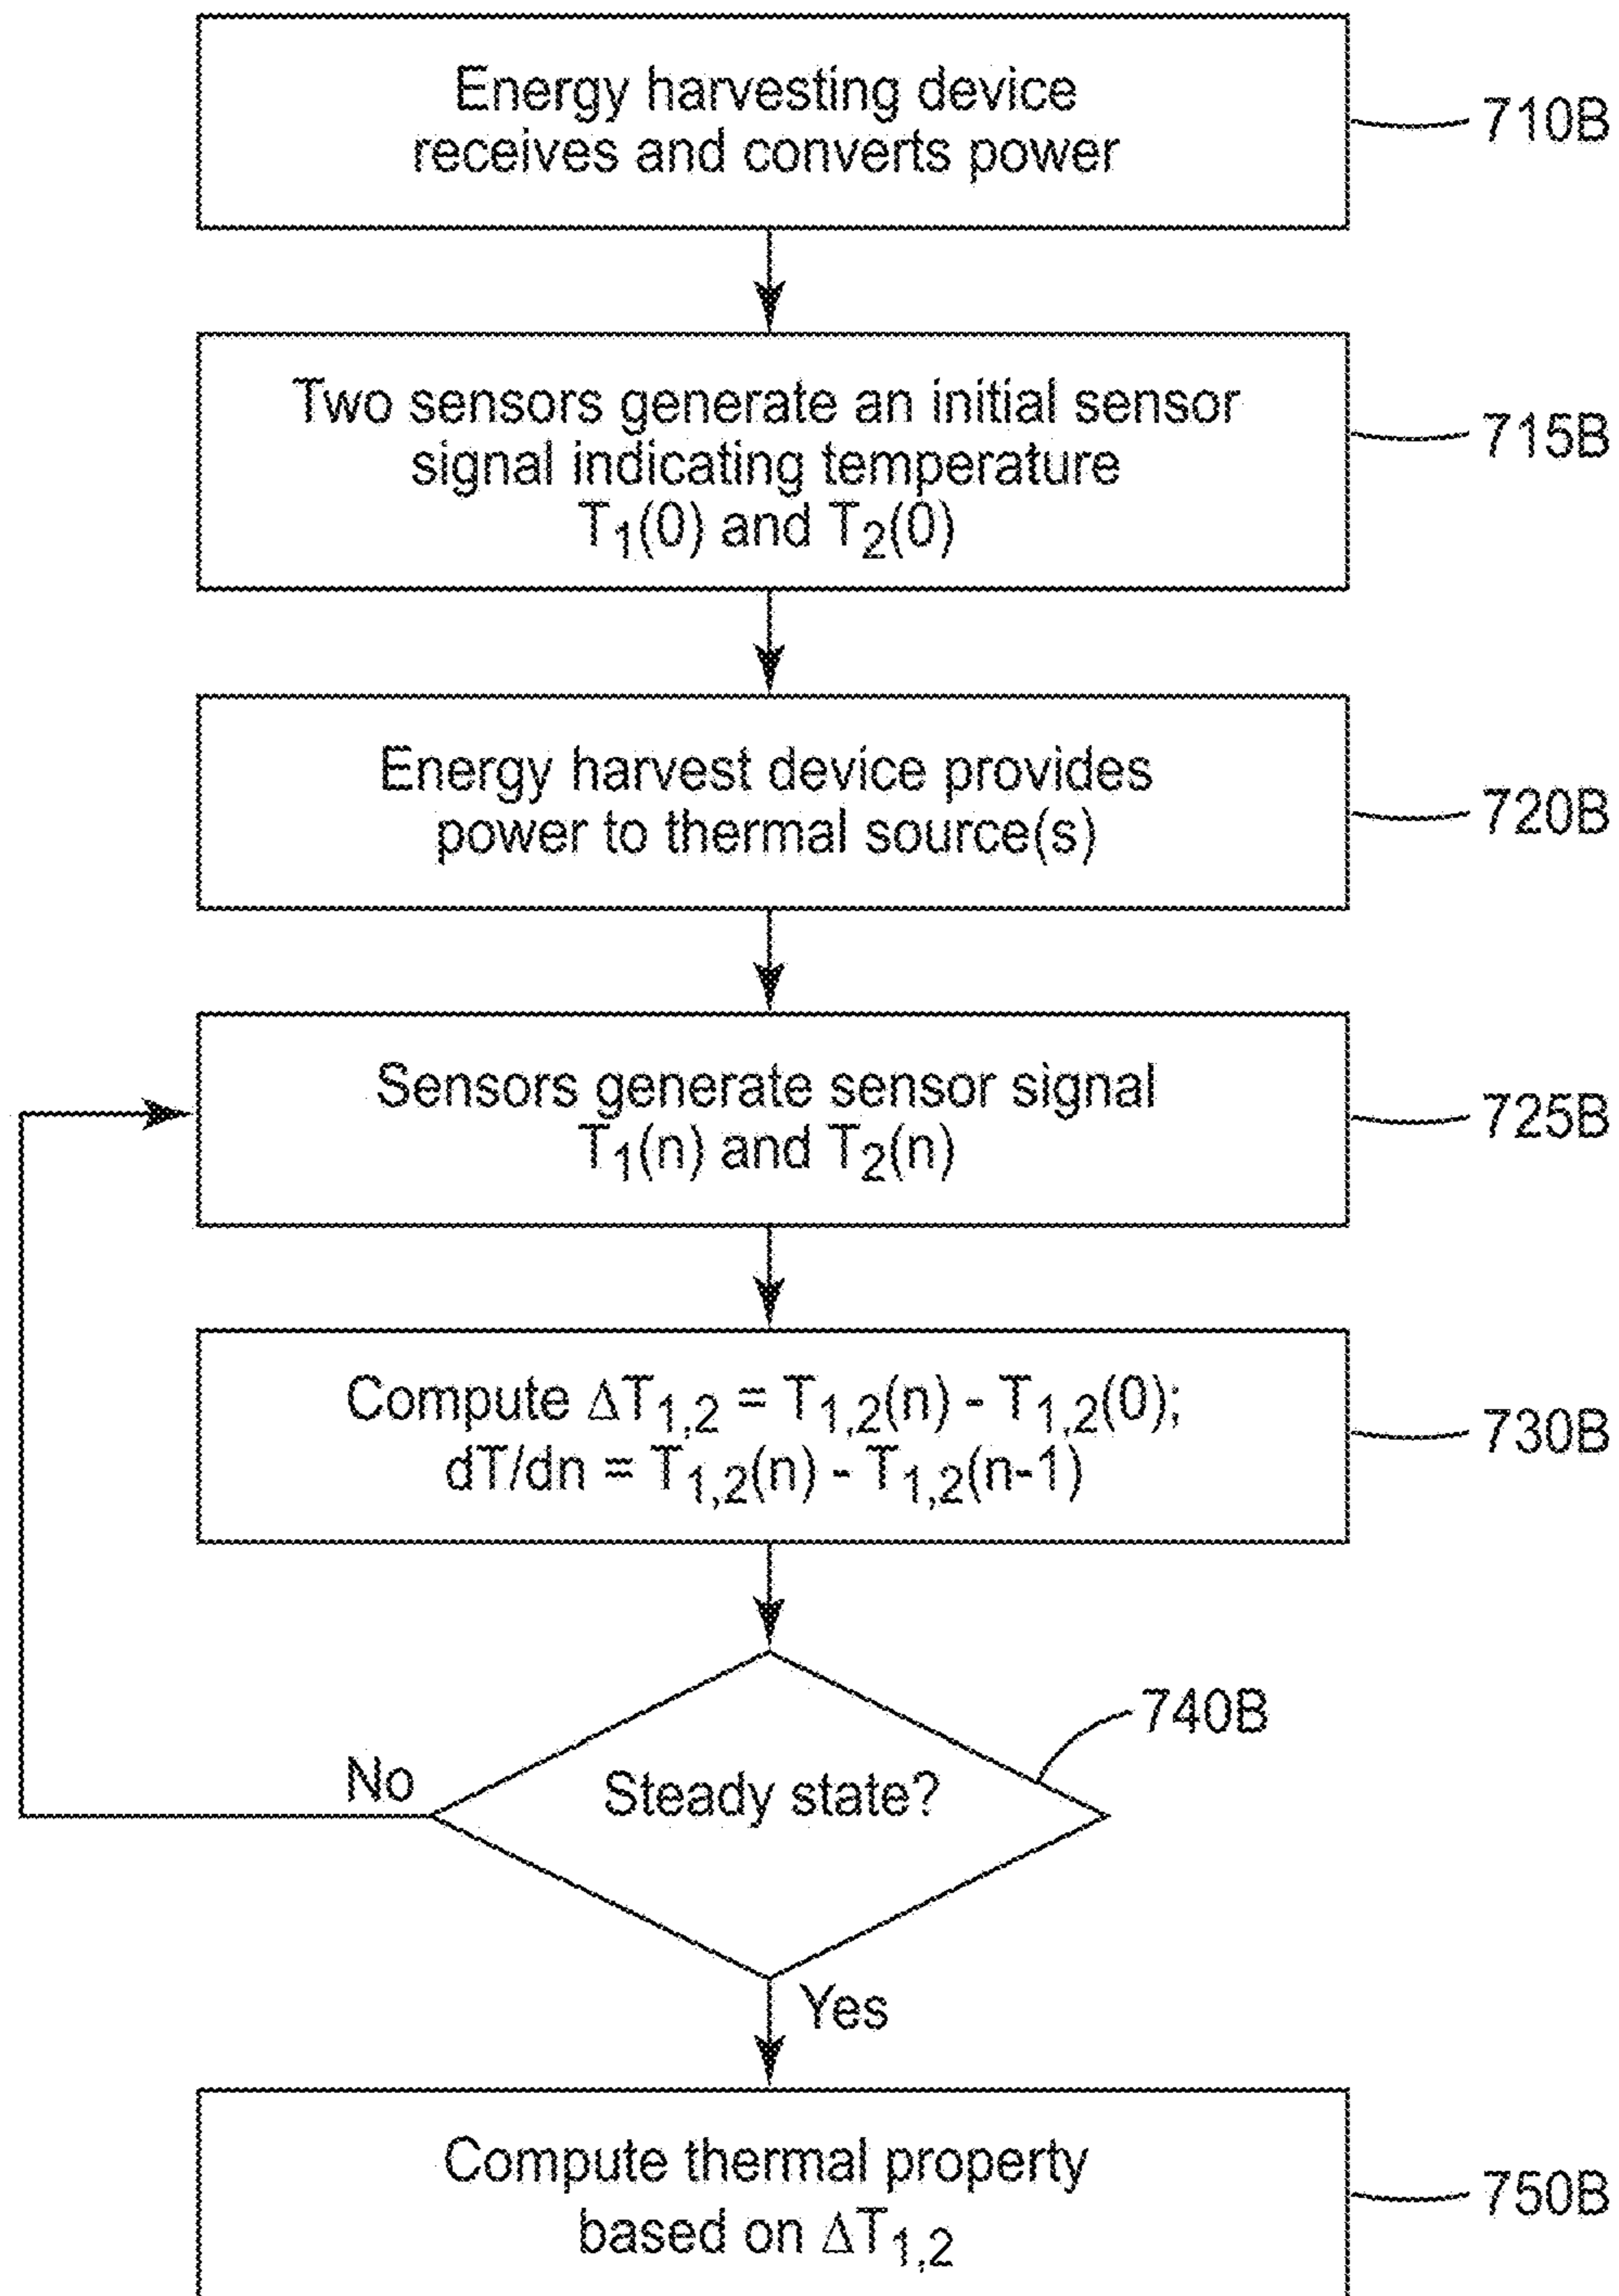 Energy harvesting device
receives and converts power
710B
Two sensors generate an initial sensor
signal indicating temperature
T₁(0) and T₂(0)
715B
Energy harvest device provides
power to thermal source(s)
720B
Sensors generate sensor signal
T₁(n) and T₂(n)
725B
Compute ΔT₁,₂ = T₁,₂(n) - T₁,₂(0);
dT/dn = T₁,₂(n) - T₁,₂(n-1)
730B
740B
No
Steady state?
Yes
Compute thermal property
based on ΔT₁,₂
750B